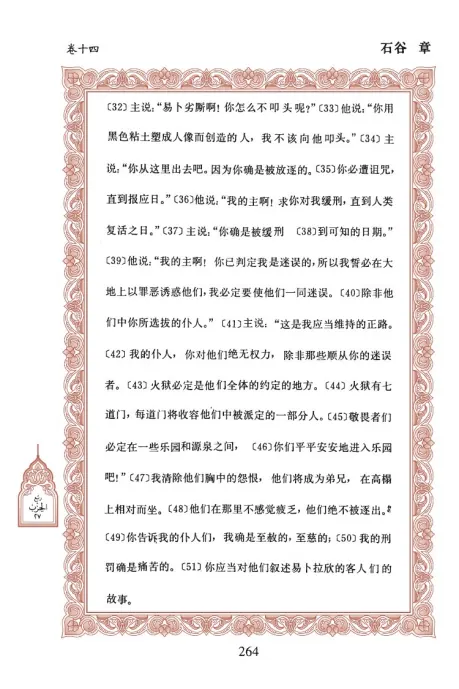 卷十四
石谷 章
〔32〕主说:“易卜劣厮啊!你怎么不叩头呢?”〔33〕他说:“你用
黑色粘土塑成人像而创造的人,我不该向他叩头。”〔34〕主
说:“你从这里出去吧。因为你确是被放逐的。〔35〕你必遭诅咒,
直到报应日。”〔36〕他说:“我的主啊!求你对我缓刑,直到人类
复活之日。”〔37〕主说:“你确是被缓刑 〔38〕到可知的日期。”
〔39〕他说:“我的主啊!你已判定我是迷误的,所以我誓必在大
地上以罪恶诱惑他们,我必定要使他们一同迷误。〔40〕除非他
们中你所选拔的仆人。”〔41〕主说:“这是我应当维持的正路。
〔42〕我的仆人,你对他们绝无权力,除非那些顺从你的迷误
者。〔43〕火狱必定是他们全体的约定的地方。〔44〕火狱有七
道门,每道门将收容他们中被派定的一部分人。〔45〕敬畏者们
必定在一些乐园和源泉之间,〔46〕你们平平安安地进入乐园
吧!”〔47〕我清除他们胸中的怨恨,他们将成为弟兄,在高榻
上相对而坐。〔48〕他们在那里不感觉疲乏,他们绝不被逐出。
〔49〕你告诉我的仆人们,我确是至赦的,至慈的;〔50〕我的刑
罚确是痛苦的。〔51〕你应当对他们叙述易卜拉欣的客人们的
故事。
ربع
الحزب
٢٧
264